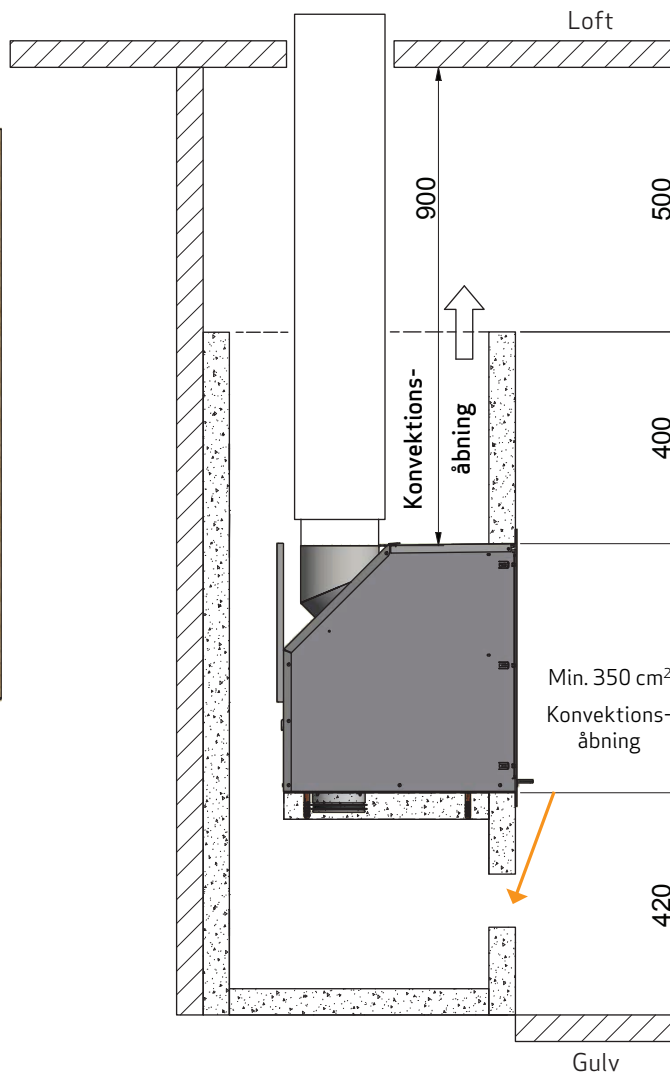 Loft
900
500
Konvektions-
åbning
400
Min. 350 cm²
Konvektions-
åbning
420
Gulv